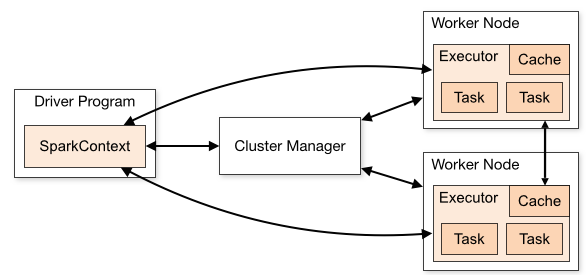 Driver Program
SparkContext
Cluster Manager
Worker Node
Executor
Cache
Task
Task
Worker Node
Executor
Cache
Task
Task